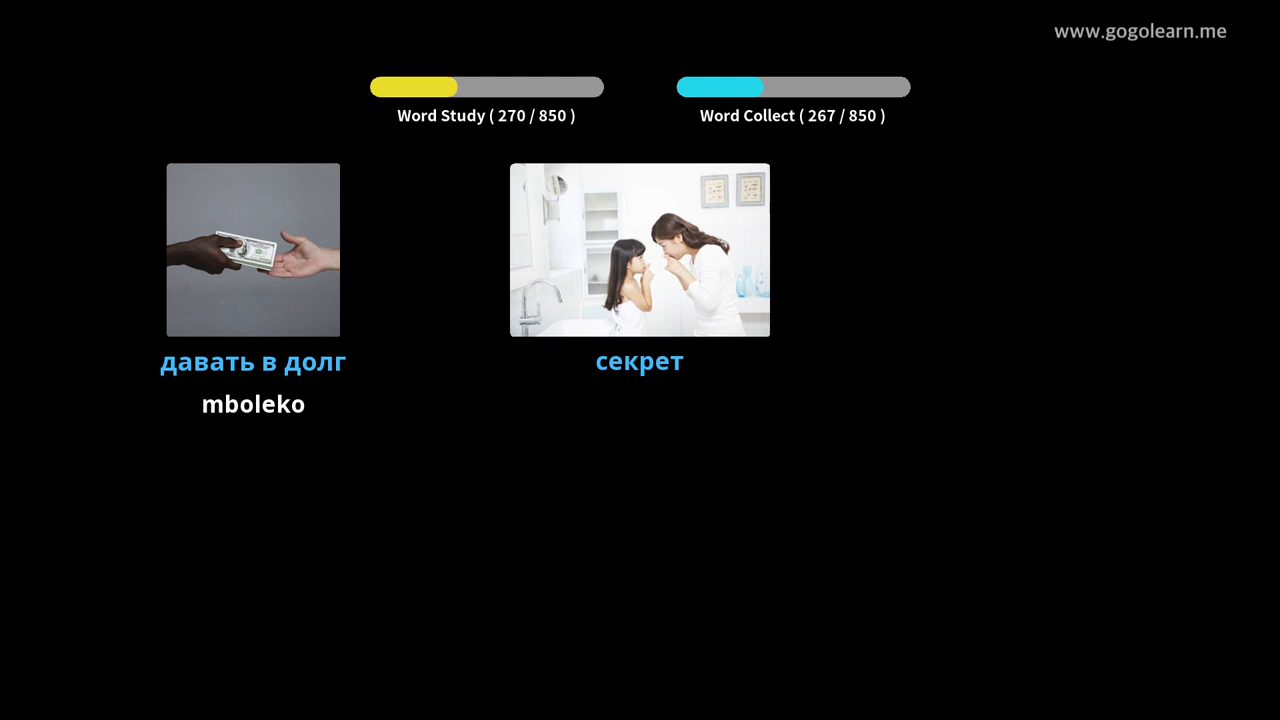 www.gogolearn.me
Word Study ( 270 / 850 )
Word Collect ( 267 / 850 )
давать в долг
mboleko
секрет